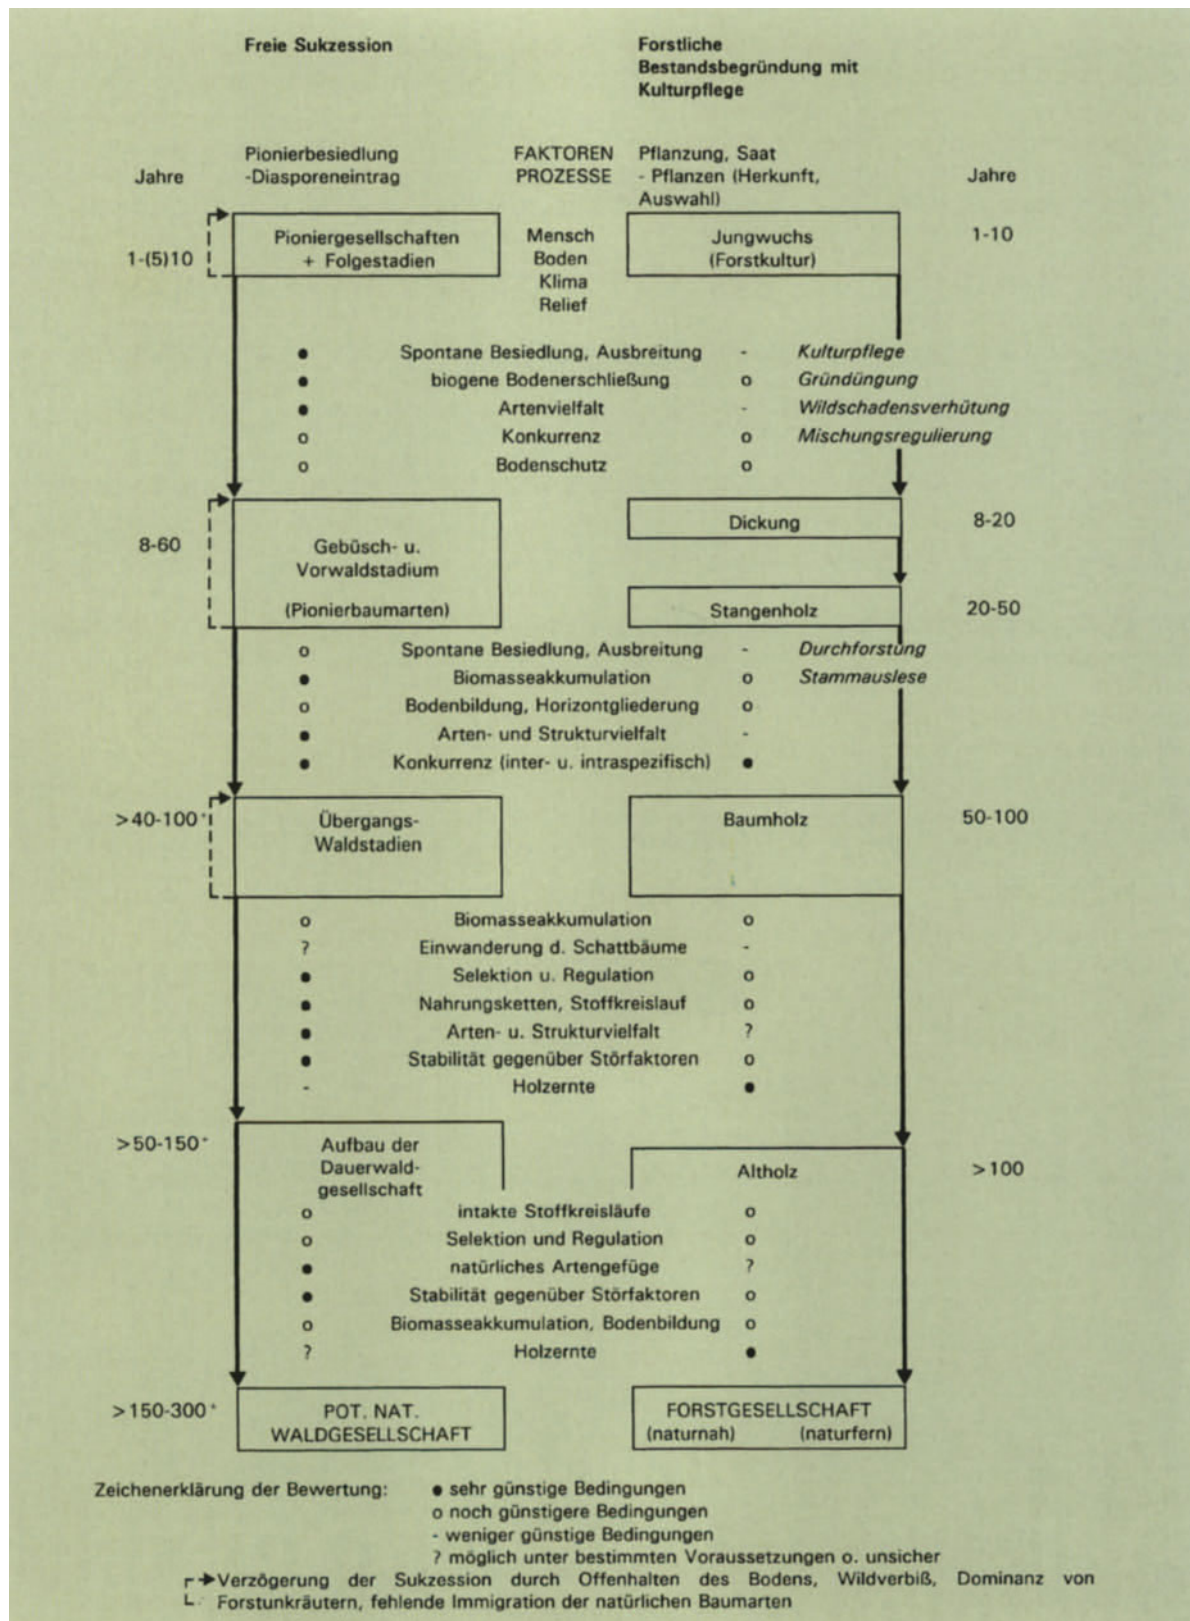 Freie Sukzession
Forstliche
Bestandsbegründung mit
Kulturpflege
Jahre
Pionierbesiedlung
-Diasporeneintrag
FAKTOREN
PROZESSE
Pflanzung, Saat
- Pflanzen (Herkunft,
Auswahl)
Jahre
1-(5)10
Pioniergesellschaften
+ Folgestadien
Mensch
Boden
Klima
Relief
Jungwuchs
(Forstkultur)
1-10
● Spontane Besiedlung, Ausbreitung - Kulturpflege
● biogene Bodenerschließung o Gründüngung
● Artenvielfalt - Wildschadensverhütung
o Konkurrenz o Mischungsregulierung
o Bodenschutz o
8-60
Gebüsch- u.
Vorwaldstadium
(Pionierbaumarten)
Dickung
8-20
Stangenholz
20-50
o Spontane Besiedlung, Ausbreitung - Durchforstung
● Biomasseakkumulation o Stammauslese
o Bodenbildung, Horizontgliederung o
● Arten- und Strukturvielfalt -
● Konkurrenz (inter- u. intraspezifisch) ●
>40-100*
Übergangs-
Waldstadien
Baumholz
50-100
o Biomasseakkumulation o
? Einwanderung d. Schattbäume -
● Selektion u. Regulation o
● Nahrungsketten, Stoffkreislauf o
● Arten- u. Strukturvielfalt ?
● Stabilität gegenüber Störfaktoren o
- Holzernte ●
>50-150*
Aufbau der
Dauerwald-
gesellschaft
Altholz
>100
o intakte Stoffkreisläufe o
o Selektion und Regulation o
● natürliches Artengefüge ?
● Stabilität gegenüber Störfaktoren o
o Biomasseakkumulation, Bodenbildung o
? Holzernte ●
>150-300*
POT. NAT.
WALDGESELLSCHAFT
FORSTGESELLSCHAFT
(naturnah) (naturfern)
Zeichenerklärung der Bewertung: ● sehr günstige Bedingungen
o noch günstigere Bedingungen
- weniger günstige Bedingungen
? möglich unter bestimmten Voraussetzungen o. unsicher
Verzögerung der Sukzession durch Offenhalten des Bodens, Wildverbiß, Dominanz von
Forstunkräutern, fehlende Immigration der natürlichen Baumarten